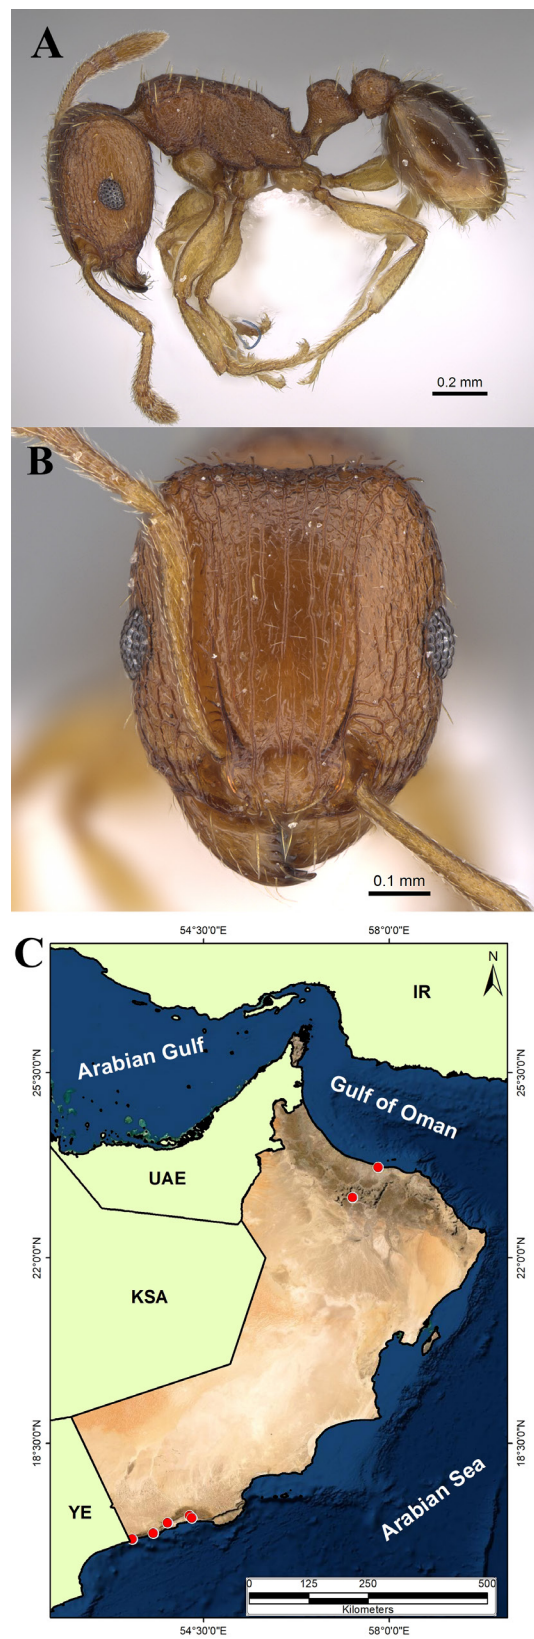 A
0.2 mm
B
0.1 mm
C
54°30'0"E
58°0'0"E
N
IR
Arabian Gulf
Gulf of Oman
25°30'0"N
25°30'0"N
UAE
22°0'0"N
22°0'0"N
KSA
18°30'0"N
18°30'0"N
YE
Arabian Sea
0 125 250 500
Kilometers
54°30'0"E
58°0'0"E